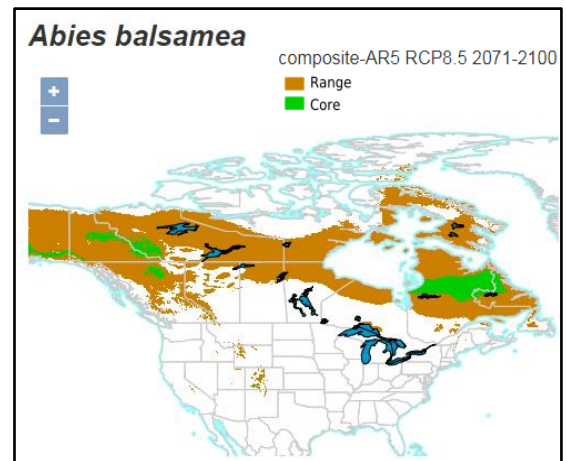 Abies balsamea
composite-AR5 RCP8.5 2071-2100
+
Range
−
Core